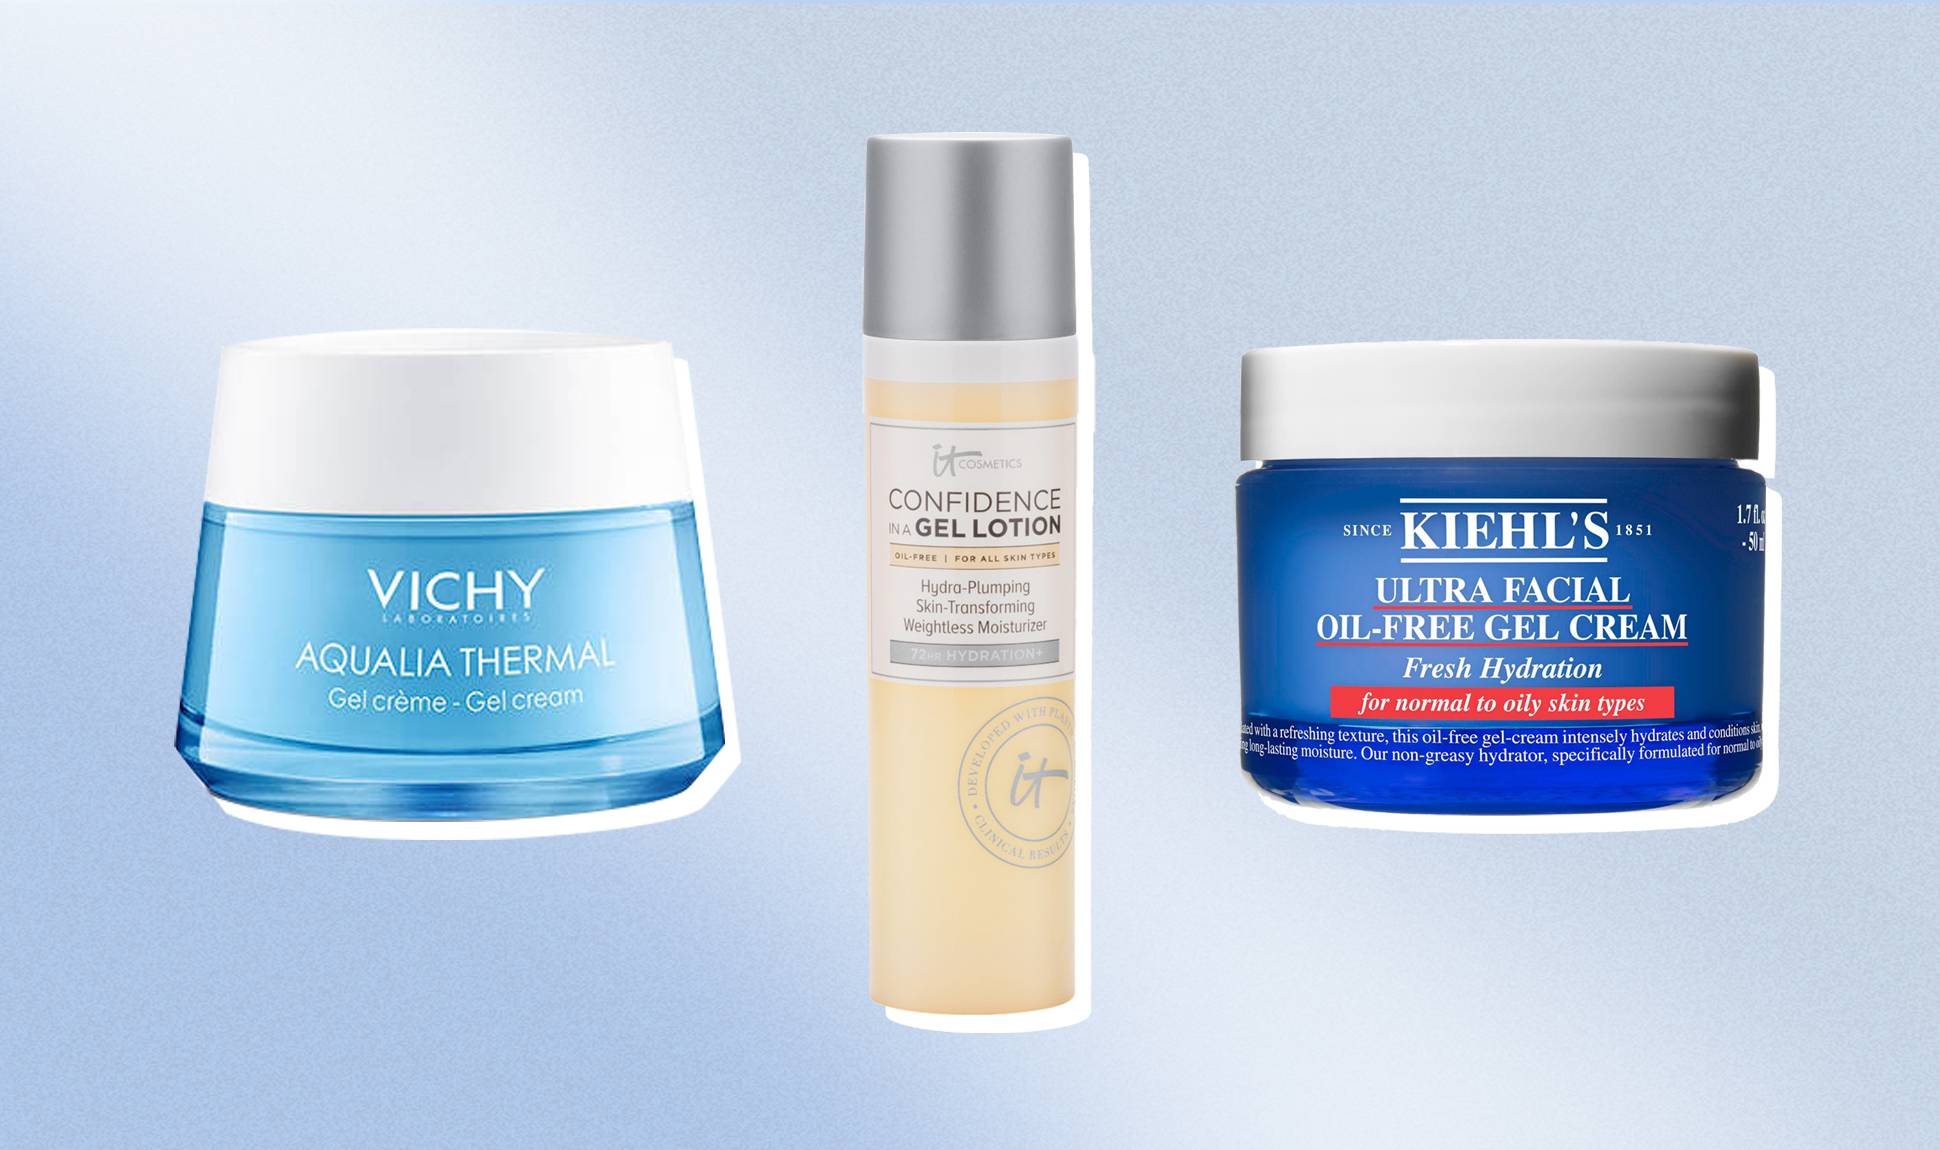 VICHY
LABORATOIRES
AQUALIA THERMAL
Gel crème - Gel cream
it COSMETICS
CONFIDENCE
IN A GEL LOTION
OIL-FREE | FOR ALL SKIN TYPES
Hydra-Plumping
Skin-Transforming
Weightless Moisturizer
72HR HYDRATION+
DEVELOPED WITH
it
CLINICAL RESULTS
SINCE KIEHL'S 1851
1.7 fl.
- 50
ULTRA FACIAL
OIL-FREE GEL CREAM
Fresh Hydration
for normal to oily skin types
with a refreshing texture, this oil-free gel-cream intensely hydrates and conditions
long-lasting moisture. Our non-greasy hydrator, specifically formulated for normal to